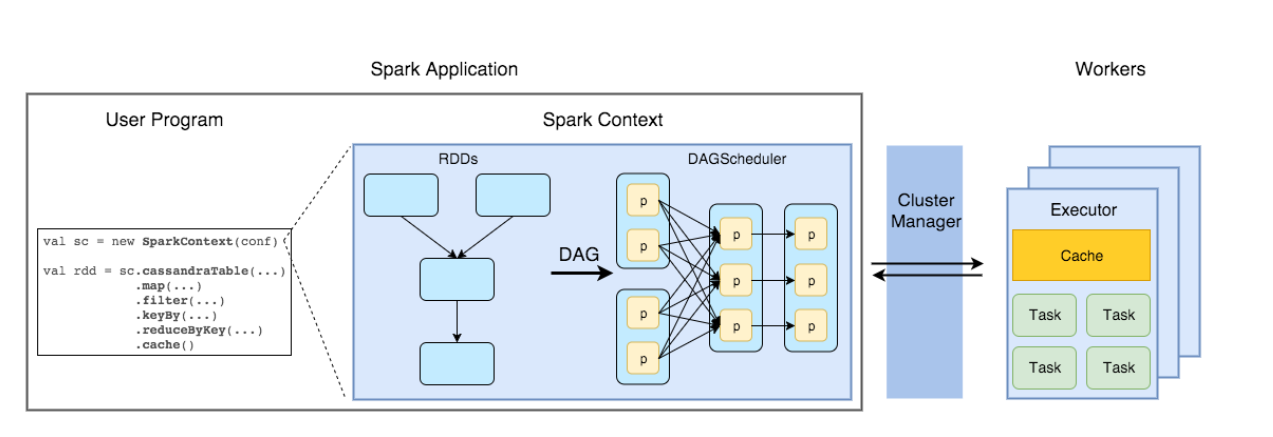 Spark Application
Workers
User Program
Spark Context
RDDs
DAGScheduler
val sc = new SparkContext(conf)
val rdd = sc.cassandraTable(...)
.map(...)
.filter(...)
.keyBy(...)
.reduceByKey(...)
.cache()
DAG
p
p
p
p
p
p
p
p
p
p
Cluster
Manager
Executor
Cache
Task
Task
Task
Task